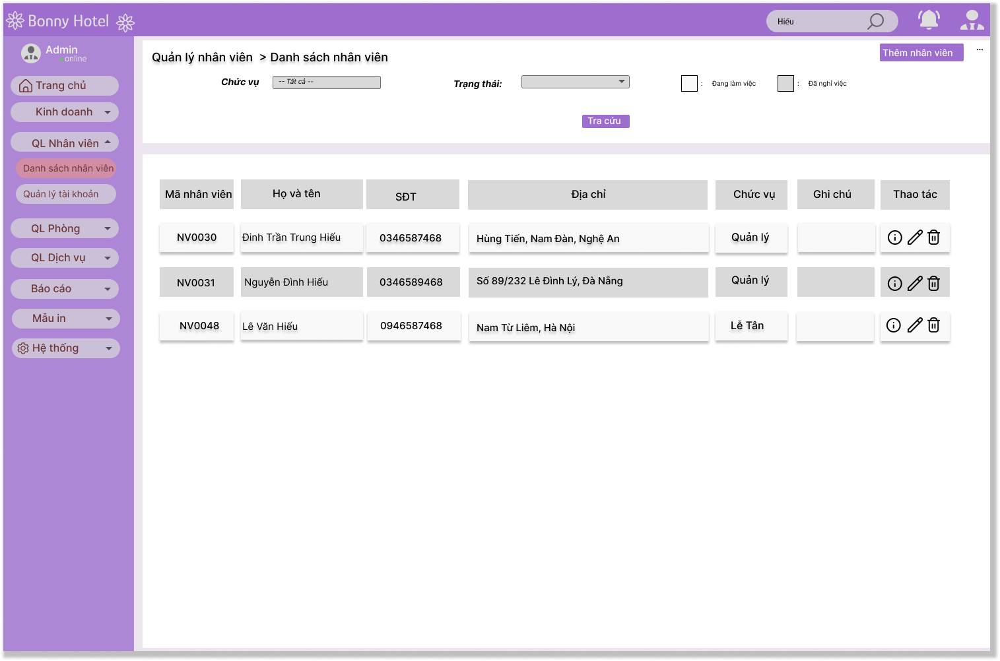 Bonny Hotel
Hiếu
Admin
online
Trang chủ
Kinh doanh
QL Nhân viên
Danh sách nhân viên
Quản lý tài khoản
QL Phòng
QL Dịch vụ
Báo cáo
Mẫu in
Hệ thống
Quản lý nhân viên > Danh sách nhân viên
Thêm nhân viên ...
Chức vụ -- Tất cả -- Trạng thái: : Đang làm việc : Đã nghỉ việc
Tra cứu
Mã nhân viên Họ và tên SĐT Địa chỉ Chức vụ Ghi chú Thao tác
NV0030 Đinh Trần Trung Hiếu 0346587468 Hùng Tiến, Nam Đàn, Nghệ An Quản lý
NV0031 Nguyễn Đình Hiếu 0346589468 Số 89/232 Lê Đình Lý, Đà Nẵng Quản lý
NV0048 Lê Văn Hiếu 0946587468 Nam Từ Liêm, Hà Nội Lễ Tân